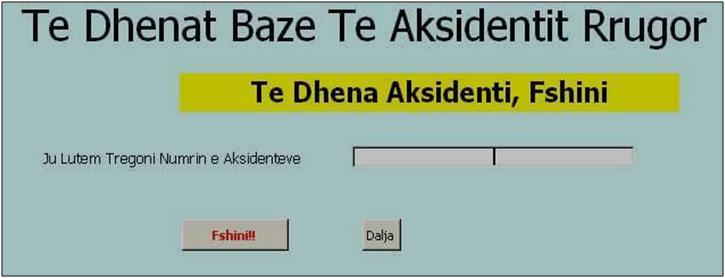 Te Dhenat Baze Te Aksidentit Rrugor
Te Dhena Aksidenti, Fshini
Ju Lutem Tregoni Numrin e Aksidenteve
Fshini!! Dalja